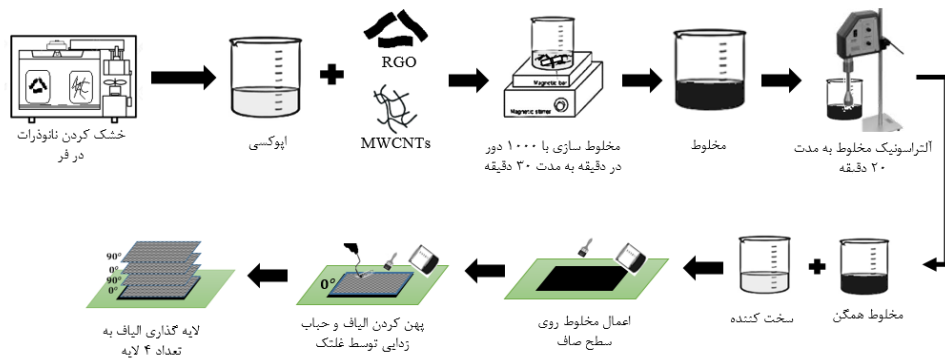 RGO
MWCNTs
Magnetic bar
Magnetic stirrer
خشک کردن نانوذرات
در فر
اپوکسی
مخلوط سازی با ۱۰۰۰ دور
در دقیقه به مدت ۳۰ دقیقه
مخلوط
آلتراسونیک مخلوط به مدت
۲۰ دقیقه
90°
0°
90°
0°
0°
لایه گذاری الیاف به
تعداد ۴ لایه
پهن کردن الیاف و حباب
زدایی توسط غلتک
اعمال مخلوط روی
سطح صاف
سخت کننده
مخلوط همگن